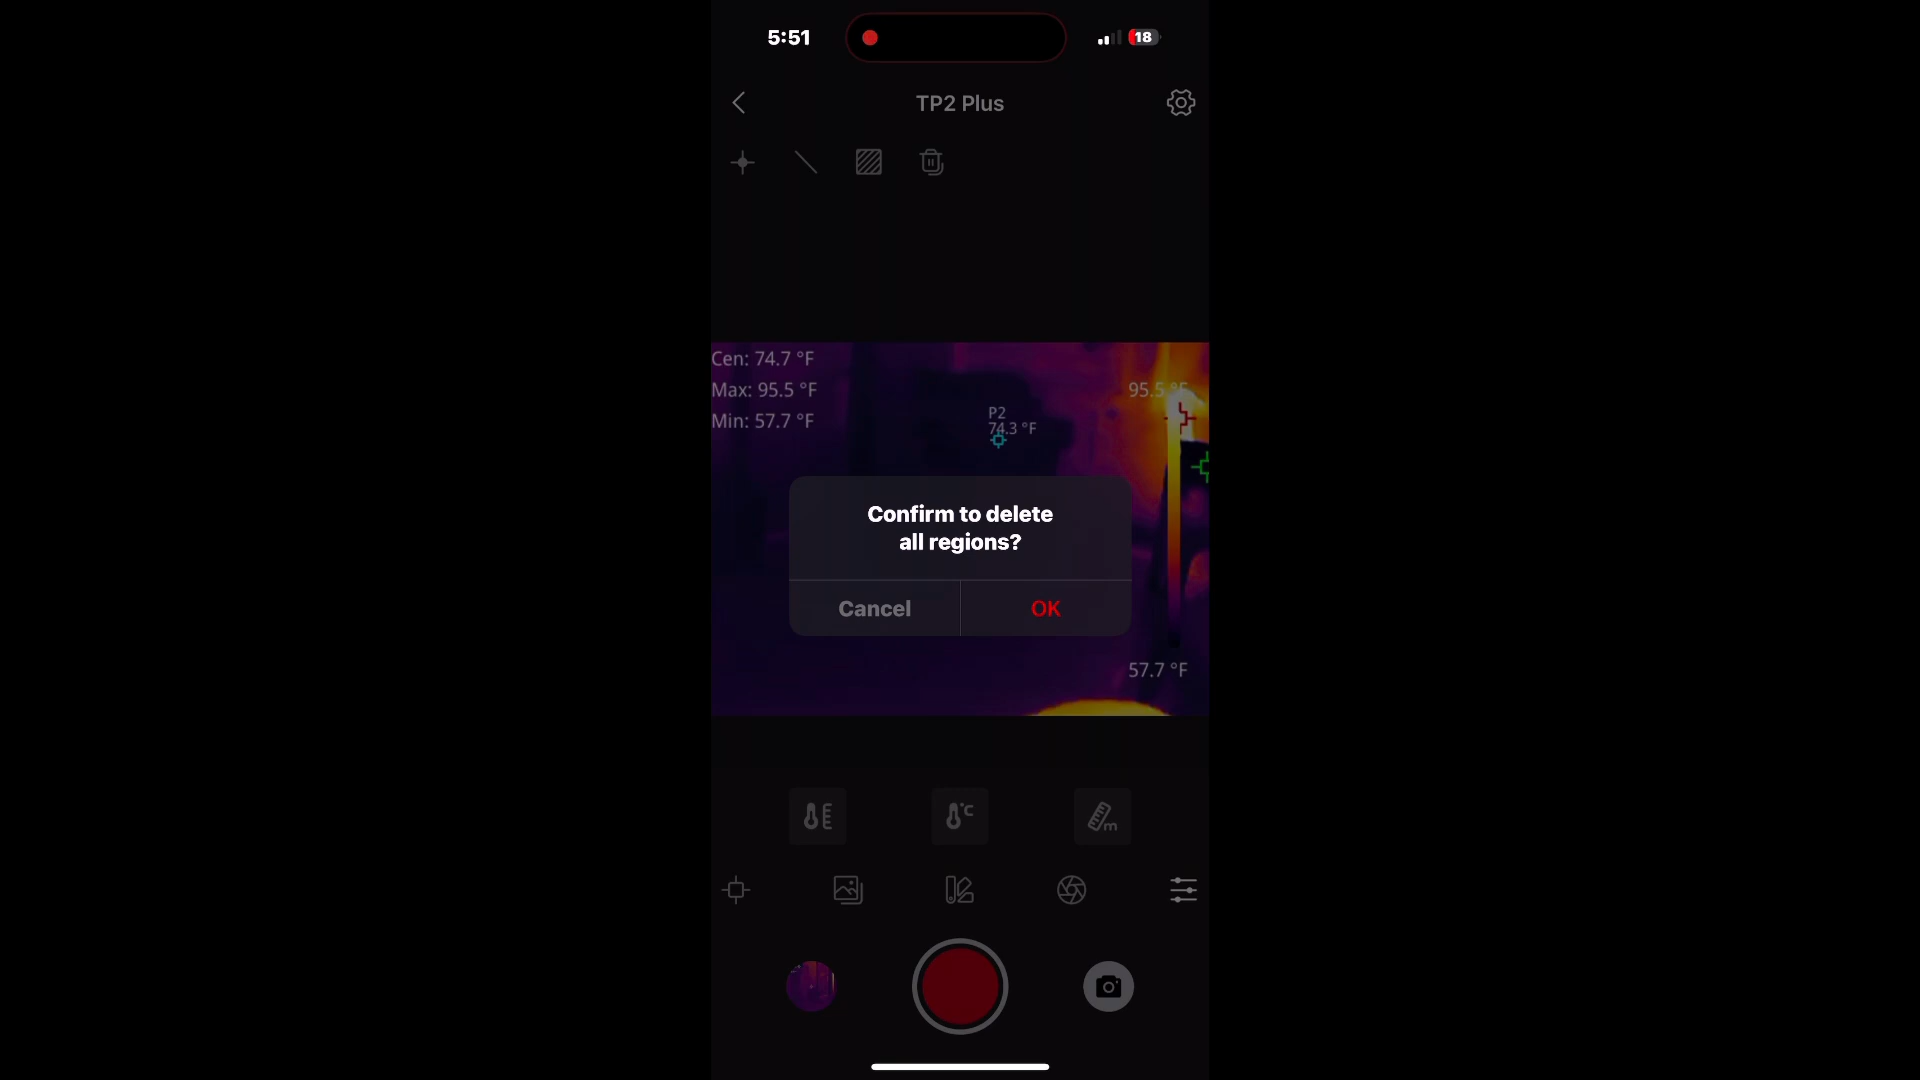 5:51
18
TP2 Plus
Cen: 74.7 °F
Max: 95.5 °F
Min: 57.7 °F
95.5 °F
P2
74.3 °F
Confirm to delete
all regions?
Cancel
OK
57.7 °F
°C
m